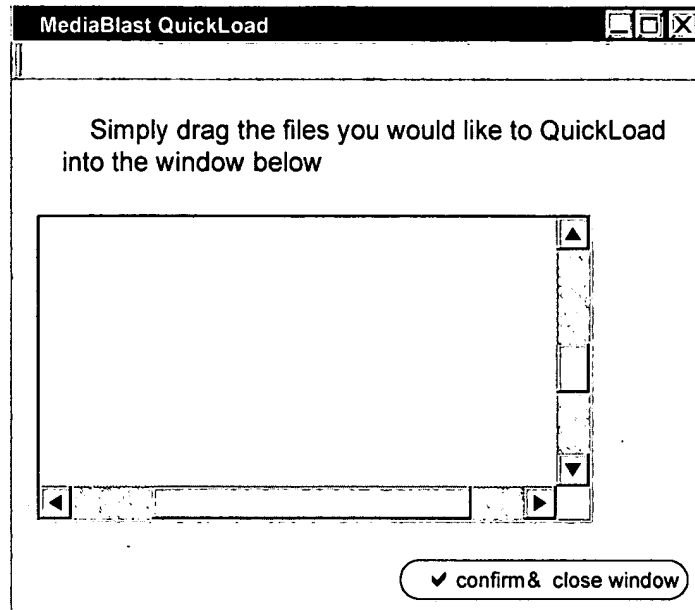 MediaBlast QuickLoad
Simply drag the files you would like to QuickLoad
into the window below
✔ confirm & close window